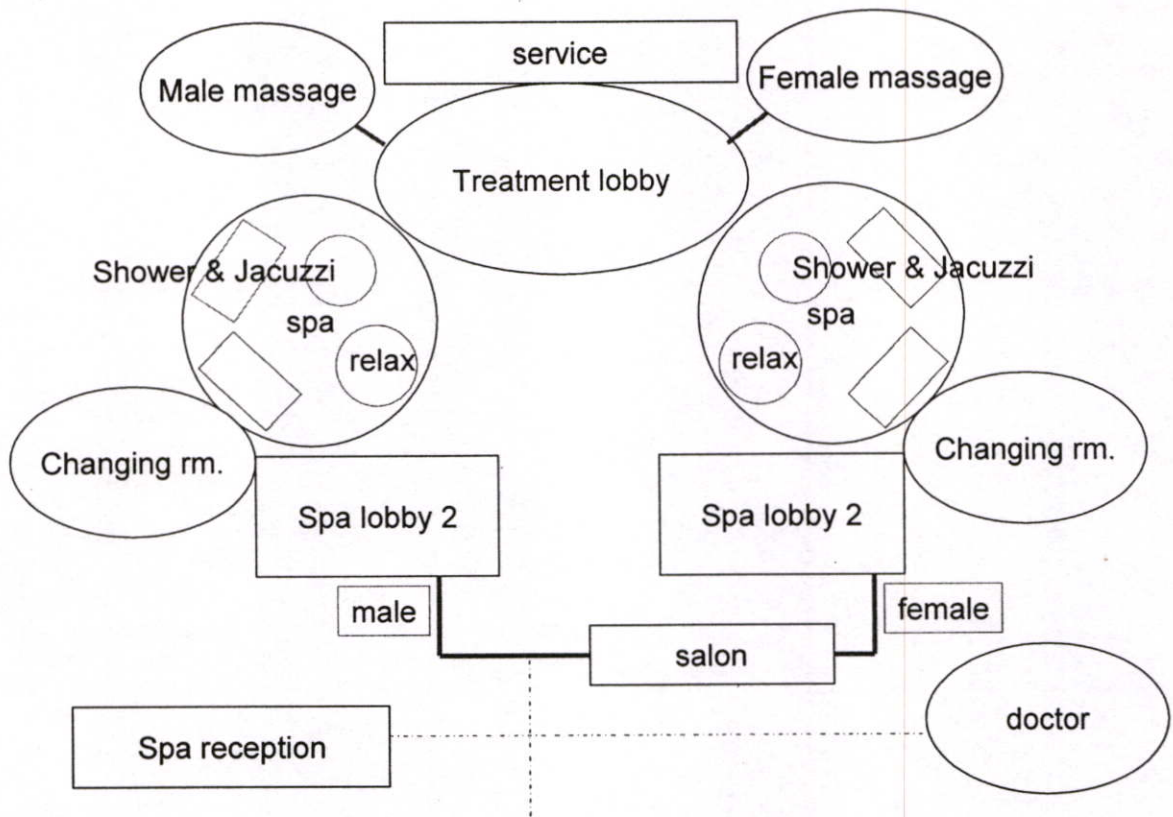 service
Male massage
Female massage
Treatment lobby
Shower & Jacuzzi
Shower & Jacuzzi
spa
spa
relax
relax
Changing rm.
Changing rm.
Spa lobby 2
Spa lobby 2
male
female
salon
doctor
Spa reception